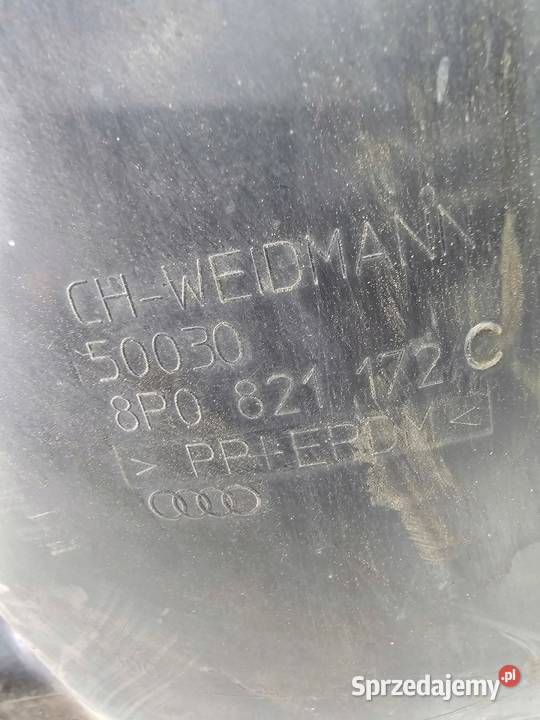 CH-WEIDMANN
50030
8P0 821 172 C
> PP+EPDM <
Sprzedajemy.pl